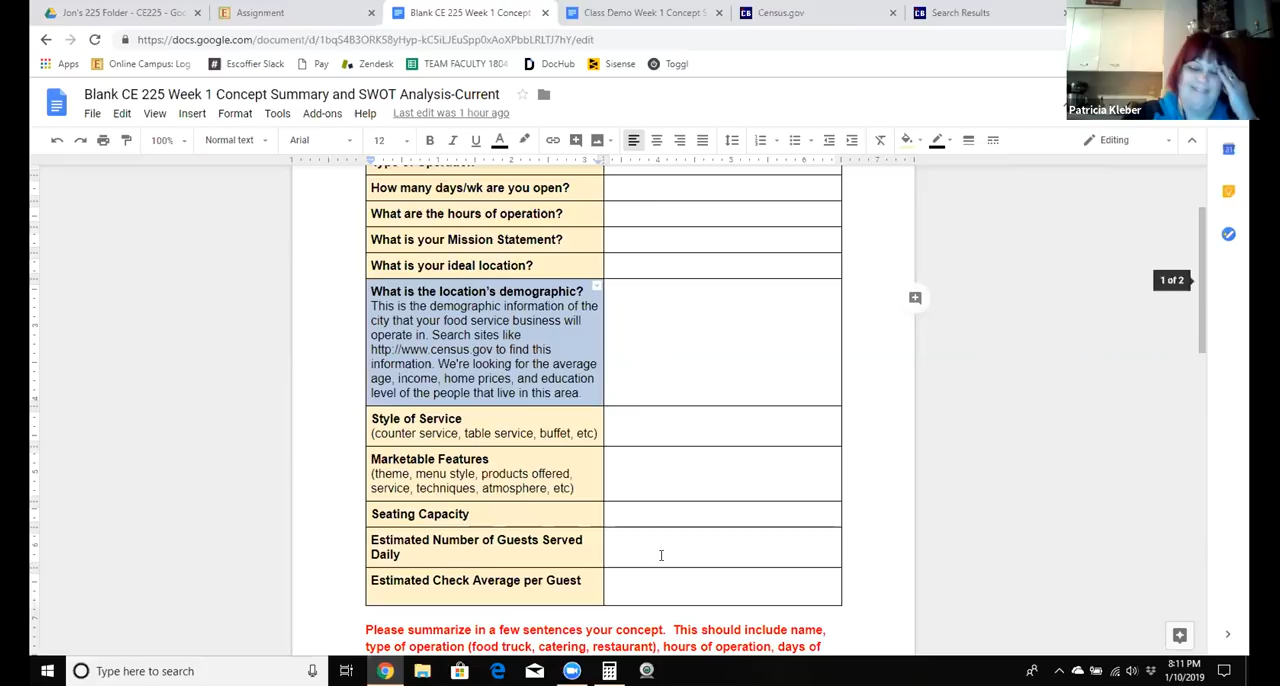 Jon's 225 Folder - CE225 - Goo
Assignment
Blank CE 225 Week 1 Concept
Class Demo Week 1 Concept S
Census.gov
Search Results
https://docs.google.com/document/d/1bqS4B3ORK58yHyp-kC5iLJEuSpp0xAoXPbbLRLTJ7hY/edit
Apps
Online Campus: Log
Escoffier Slack
Pay
Zendesk
TEAM FACULTY 1804
DocHub
Sisense
Toggl
Patricia Kleber
Blank CE 225 Week 1 Concept Summary and SWOT Analysis-Current
File Edit View Insert Format Tools Add-ons Help Last edit was 1 hour ago
100% Normal text Arial 12 Editing
Type of Operation
How many days/wk are you open?
What are the hours of operation?
What is your Mission Statement?
What is your ideal location?
What is the location's demographic?
This is the demographic information of the
city that your food service business will
operate in. Search sites like
http://www.census.gov to find this
information. We're looking for the average
age, income, home prices, and education
level of the people that live in this area.
1 of 2
Style of Service
(counter service, table service, buffet, etc)
Marketable Features
(theme, menu style, products offered,
service, techniques, atmosphere, etc)
Seating Capacity
Estimated Number of Guests Served
Daily
Estimated Check Average per Guest
Please summarize in a few sentences your concept. This should include name,
type of operation (food truck, catering, restaurant), hours of operation, days of
Type here to search
8:11 PM
1/10/2019